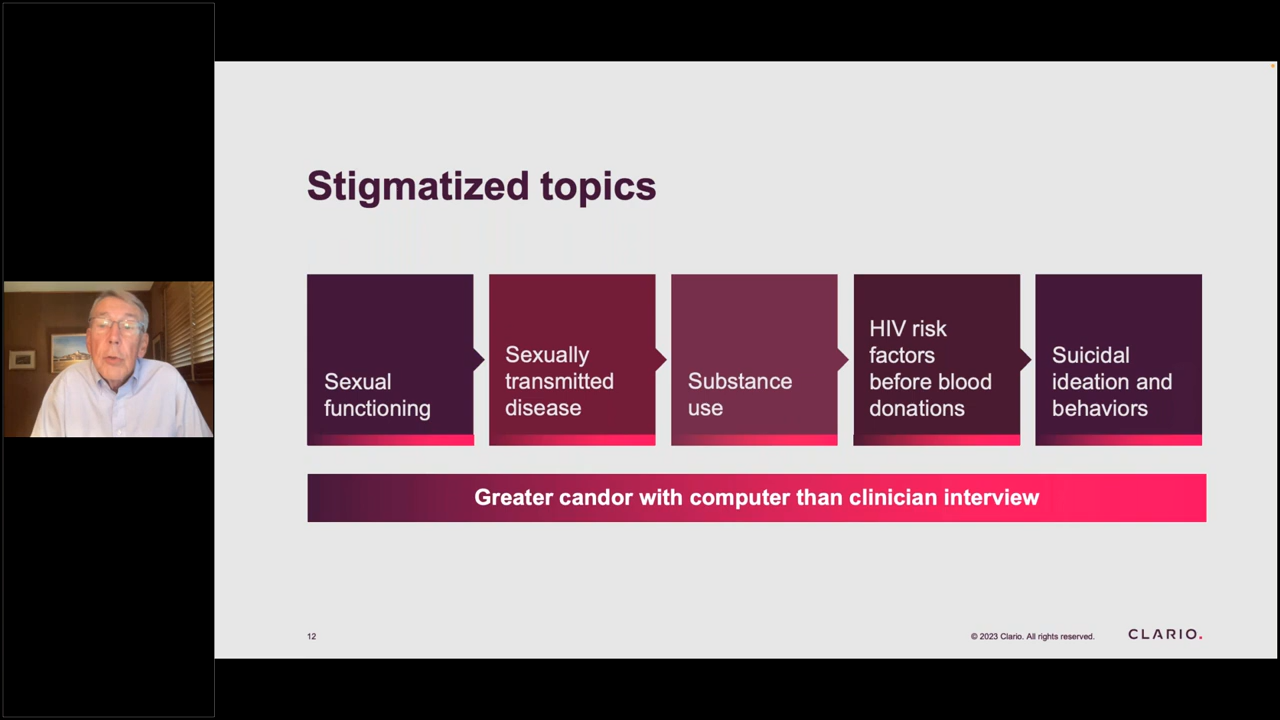 Stigmatized topics
Sexual
functioning
Sexually
transmitted
disease
Substance
use
HIV risk
factors
before blood
donations
Suicidal
ideation and
behaviors
Greater candor with computer than clinician interview
12
© 2023 Clario. All rights reserved.
CLARIO.